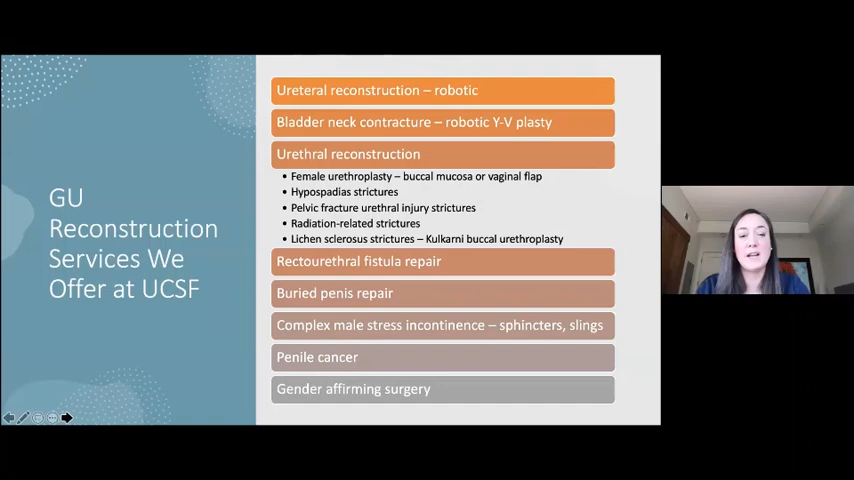 GU
Reconstruction
Services We
Offer at UCSF
Ureteral reconstruction – robotic
Bladder neck contracture – robotic Y-V plasty
Urethral reconstruction
• Female urethroplasty – buccal mucosa or vaginal flap
• Hypospadias strictures
• Pelvic fracture urethral injury strictures
• Radiation-related strictures
• Lichen sclerosus strictures – Kulkarni buccal urethroplasty
Rectourethral fistula repair
Buried penis repair
Complex male stress incontinence – sphincters, slings
Penile cancer
Gender affirming surgery